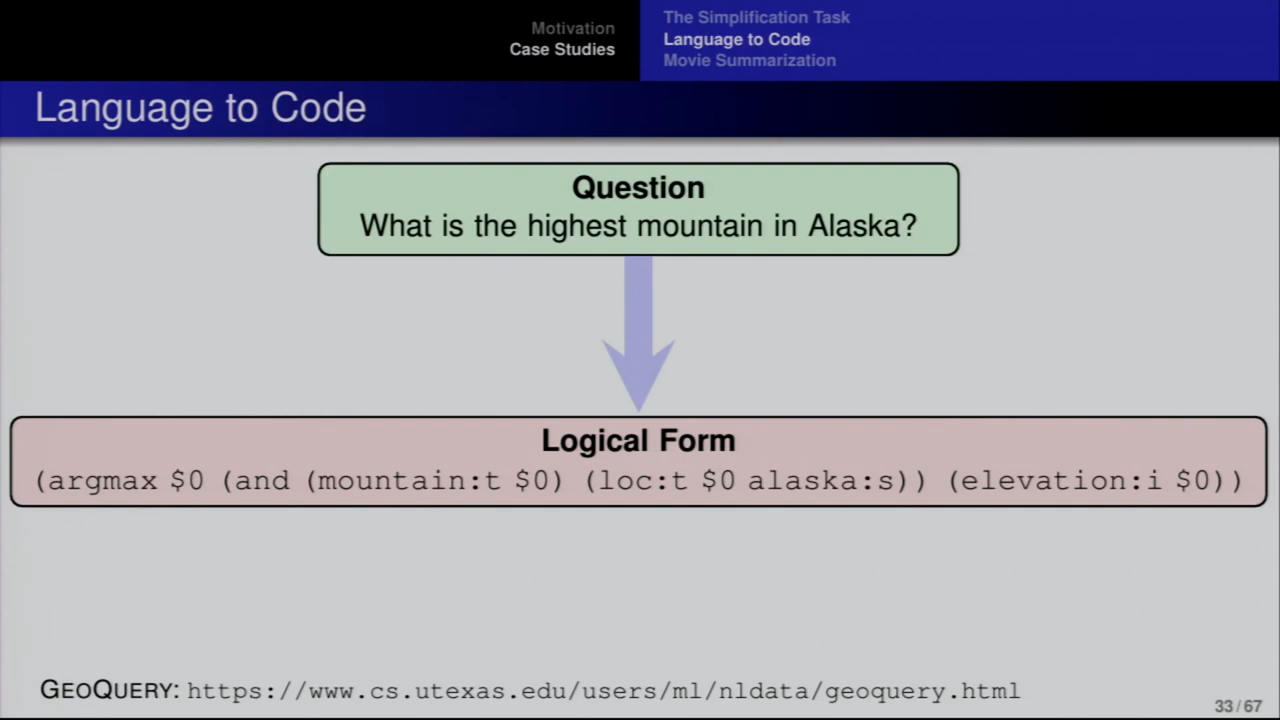 Motivation
Case Studies
The Simplification Task
Language to Code
Movie Summarization
Language to Code
Question
What is the highest mountain in Alaska?
Logical Form
(argmax $0 (and (mountain:t $0) (loc:t $0 alaska:s)) (elevation:i $0))
GEOQUERY: https://www.cs.utexas.edu/users/ml/nldata/geoquery.html
33/67